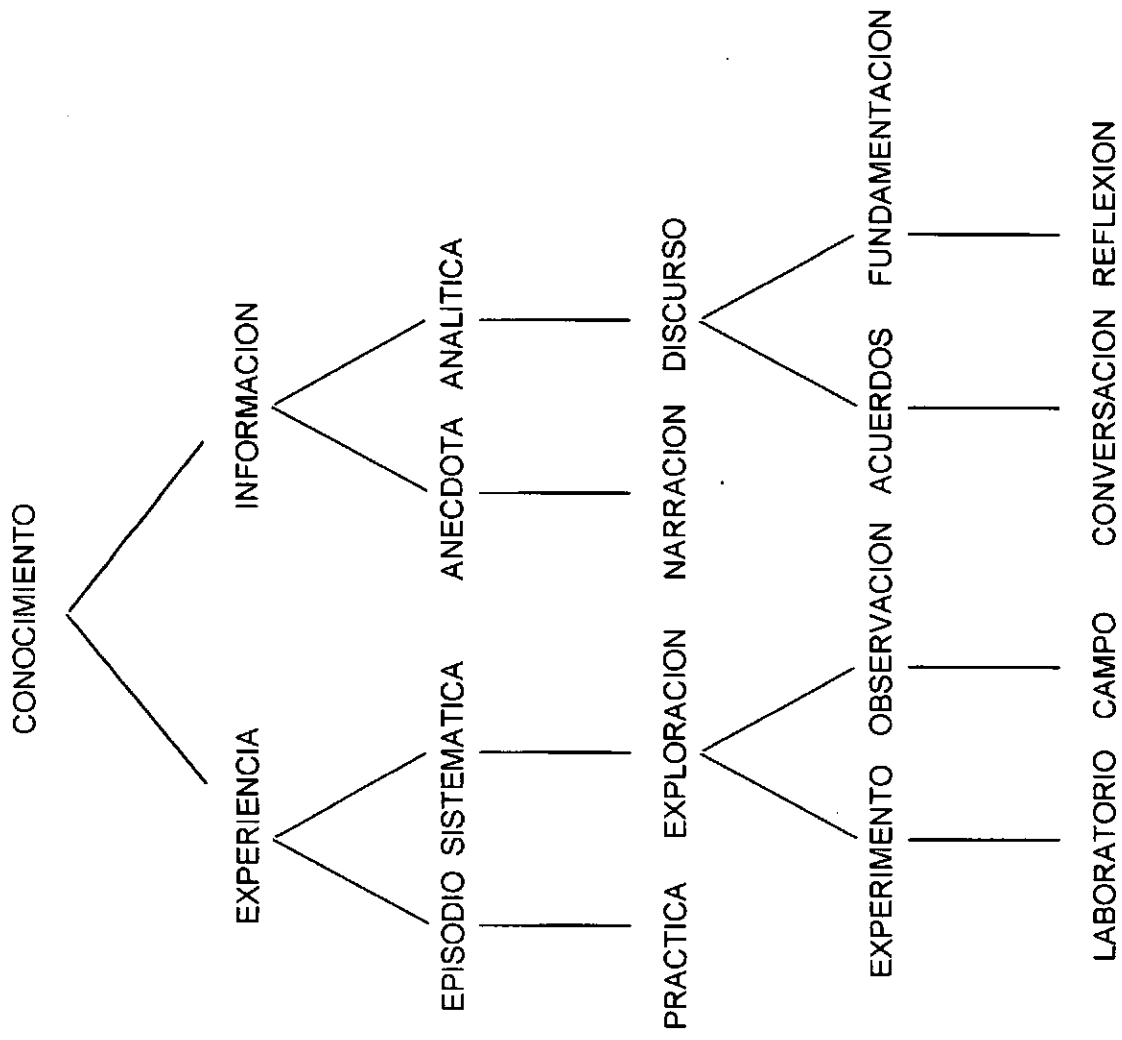 CONOCIMIENTO
EXPERIENCIA INFORMACION
EPISODIO SISTEMATICA ANECDOTA ANALITICA
PRACTICA EXPLORACION NARRACION DISCURSO
EXPERIMENTO OBSERVACION ACUERDOS FUNDAMENTACION
LABORATORIO CAMPO CONVERSACION REFLEXION